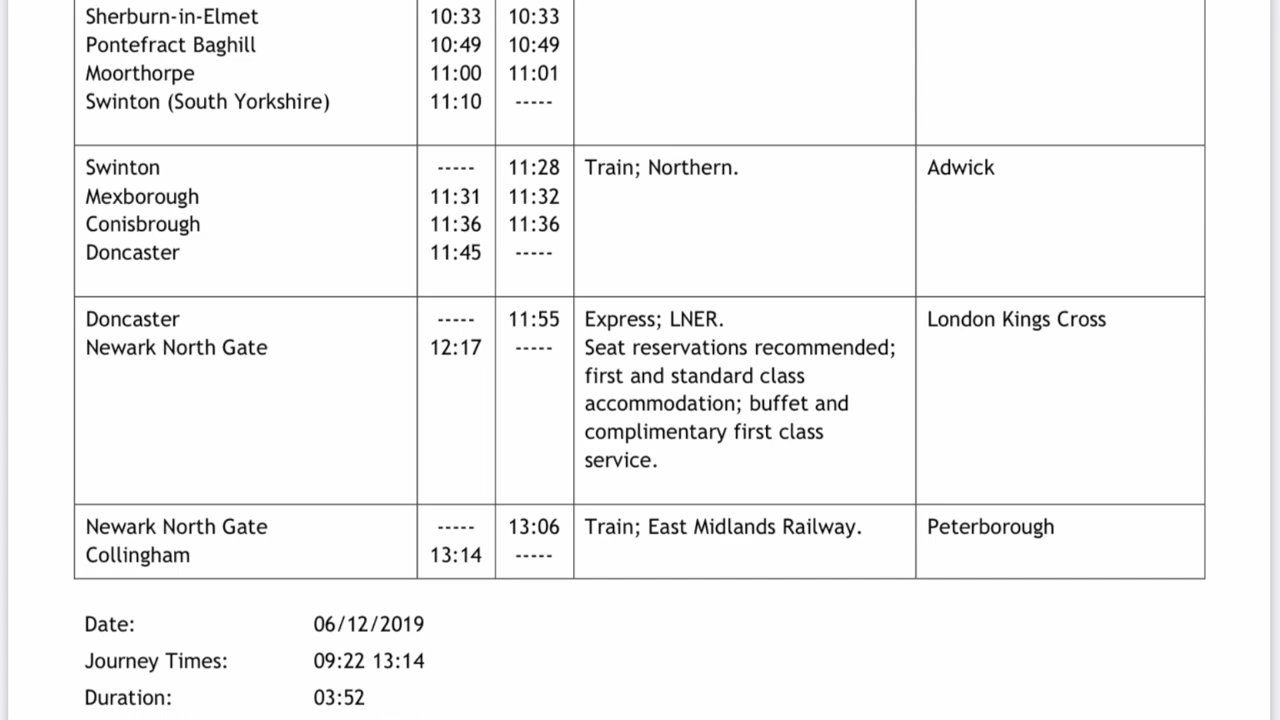 Sherburn-in-Elmet 10:33 10:33
Pontefract Baghill 10:49 10:49
Moorthorpe 11:00 11:01
Swinton (South Yorkshire) 11:10 -----
Swinton ----- 11:28 Train; Northern. Adwick
Mexborough 11:31 11:32
Conisbrough 11:36 11:36
Doncaster 11:45 -----
Doncaster ----- 11:55 Express; LNER. London Kings Cross
Newark North Gate 12:17 ----- Seat reservations recommended;
first and standard class
accommodation; buffet and
complimentary first class
service.
Newark North Gate ----- 13:06 Train; East Midlands Railway. Peterborough
Collingham 13:14 -----
Date: 06/12/2019
Journey Times: 09:22 13:14
Duration: 03:52